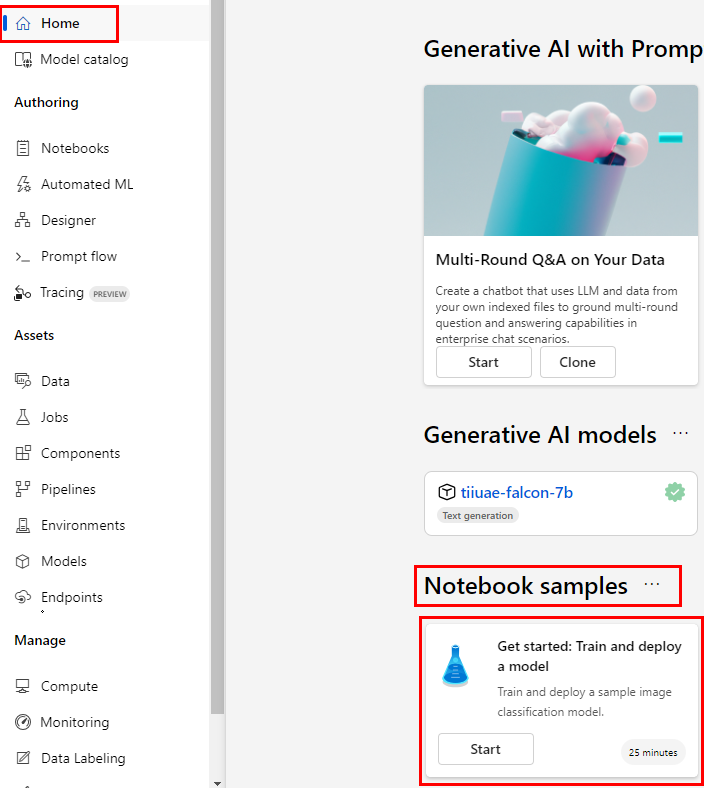 Home
Model catalog
Authoring
Notebooks
Automated ML
Designer
Prompt flow
Tracing PREVIEW
Assets
Data
Jobs
Components
Pipelines
Environments
Models
Endpoints
Manage
Compute
Monitoring
Data Labeling
Generative AI with Promp
Multi-Round Q&A on Your Data
Create a chatbot that uses LLM and data from
your own indexed files to ground multi-round
question and answering capabilities in
enterprise chat scenarios.
Start Clone
Generative AI models ...
tiiuae-falcon-7b
Text generation
Notebook samples ...
Get started: Train and deploy
a model
Train and deploy a sample image
classification model.
Start 25 minutes